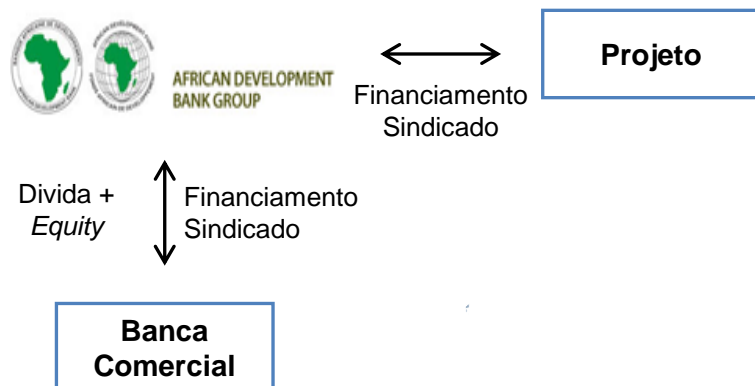 AFRICAN DEVELOPMENT
BANK GROUP
Projeto
Financiamento
Sindicado
Divida +
Equity
Financiamento
Sindicado
Banca
Comercial